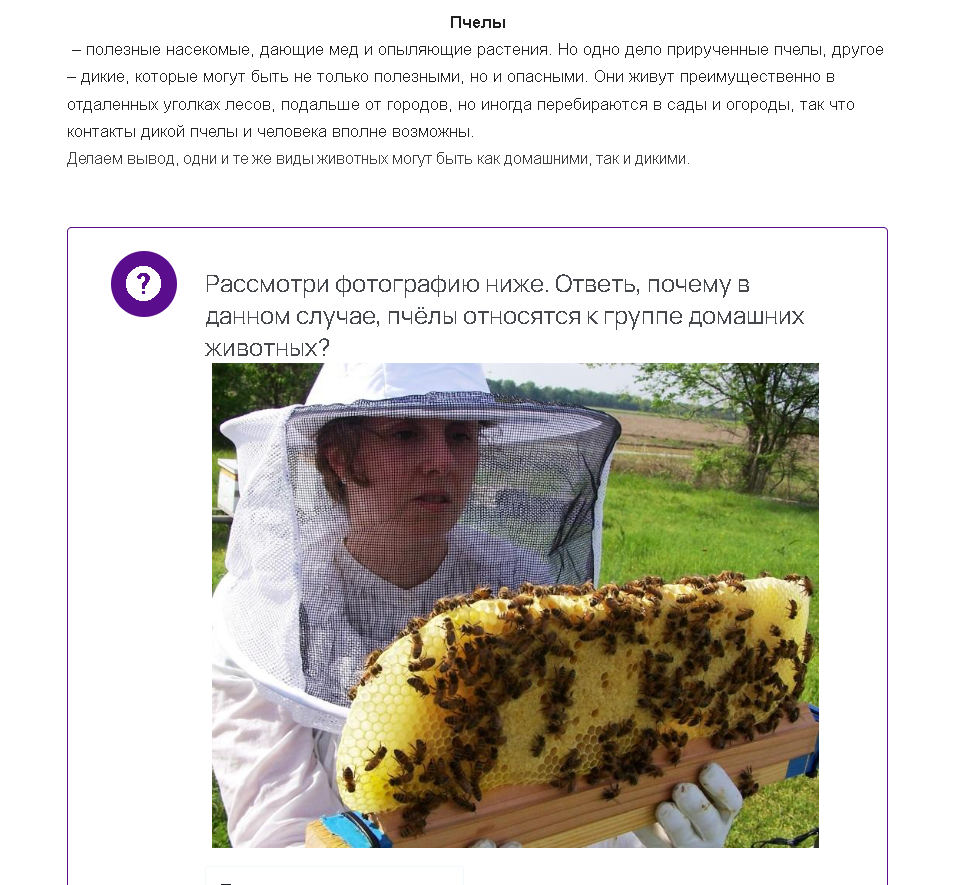 Пчелы
– полезные насекомые, дающие мед и опыляющие растения. Но одно дело прирученные пчелы, другое
– дикие, которые могут быть не только полезными, но и опасными. Они живут преимущественно в
отдаленных уголках лесов, подальше от городов, но иногда перебираются в сады и огороды, так что
контакты дикой пчелы и человека вполне возможны.
Делаем вывод, одни и те же виды животных могут быть как домашними, так и дикими.
?
Рассмотри фотографию ниже. Ответь, почему в
данном случае, пчёлы относятся к группе домашних
животных?